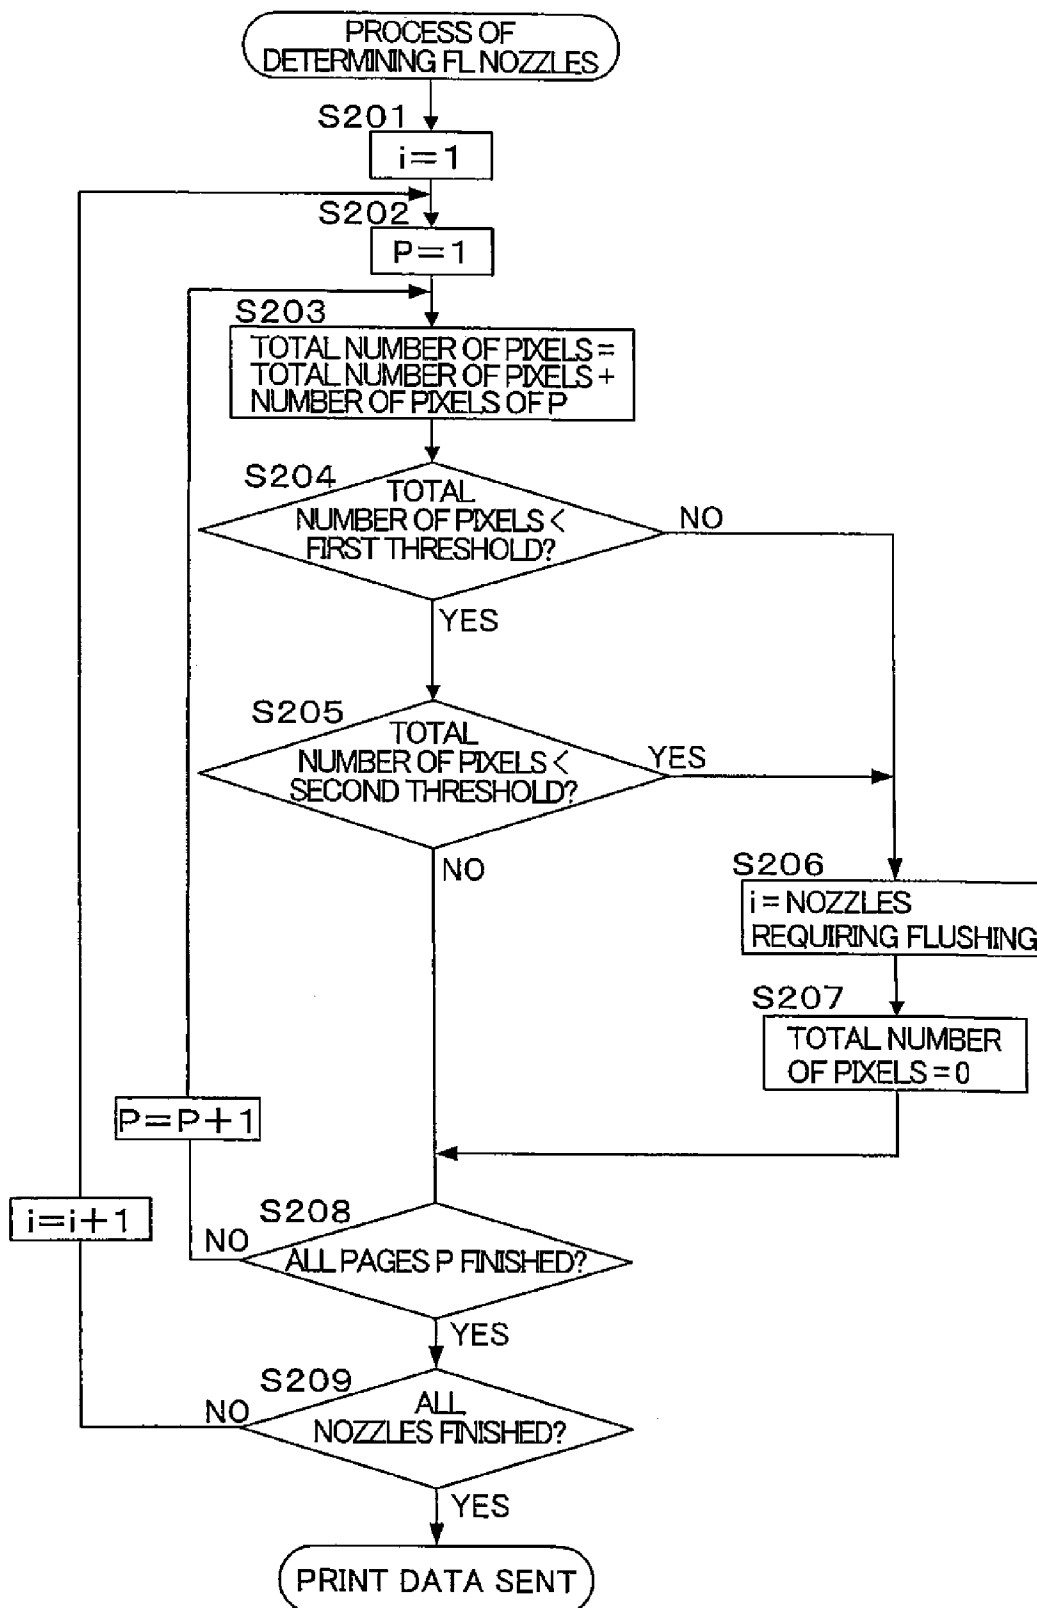 PROCESS OF
DETERMINING FL NOZZLES
S201
i=1
S202
P=1
S203
TOTAL NUMBER OF PIXELS =
TOTAL NUMBER OF PIXELS +
NUMBER OF PIXELS OF P
S204
TOTAL
NUMBER OF PIXELS <
FIRST THRESHOLD?
NO
YES
S205
TOTAL
NUMBER OF PIXELS <
SECOND THRESHOLD?
YES
NO
S206
i = NOZZLES
REQUIRING FLUSHING
S207
TOTAL NUMBER
OF PIXELS = 0
P=P+1
i=i+1
S208
NO
ALL PAGES P FINISHED?
YES
S209
NO
ALL
NOZZLES FINISHED?
YES
PRINT DATA SENT